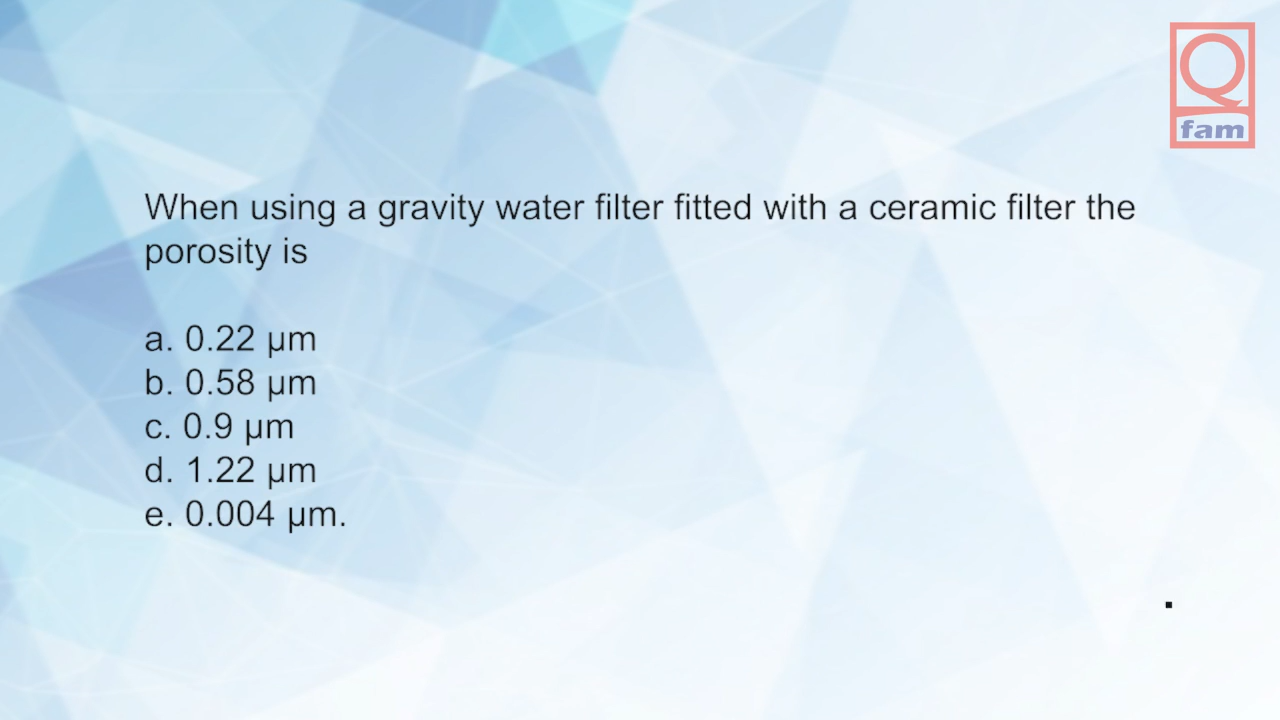 Q
fam
When using a gravity water filter fitted with a ceramic filter the
porosity is
a. 0.22 µm
b. 0.58 µm
c. 0.9 µm
d. 1.22 µm
e. 0.004 µm.
.